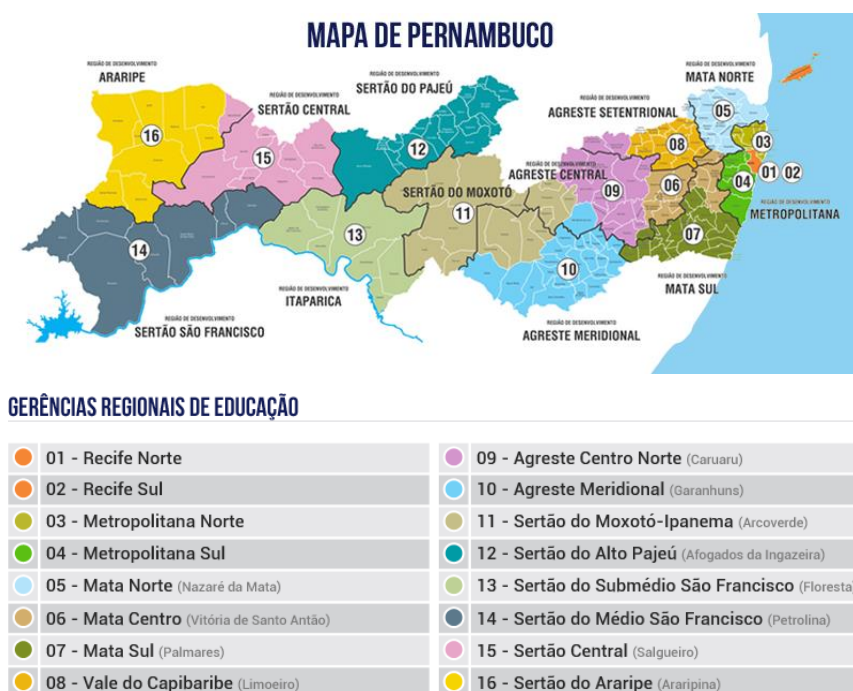 MAPA DE PERNAMBUCO
REGIÃO DE DESENVOLVIMENTO
ARARIPE
REGIÃO DE DESENVOLVIMENTO
SERTÃO CENTRAL
REGIÃO DE DESENVOLVIMENTO
SERTÃO DO PAJEÚ
REGIÃO DE DESENVOLVIMENTO
AGRESTE SETENTRIONAL
REGIÃO DE DESENVOLVIMENTO
MATA NORTE
16
15
12
REGIÃO DE DESENVOLVIMENTO
AGRESTE CENTRAL
SERTÃO DO MOXOTÓ
05
08
03
09
06
04
01
02
REGIÃO DE DESENVOLVIMENTO
METROPOLITANA
14
13
11
10
07
REGIÃO DE DESENVOLVIMENTO
MATA SUL
REGIÃO DE DESENVOLVIMENTO
ITAPARICA
REGIÃO DE DESENVOLVIMENTO
SERTÃO SÃO FRANCISCO
REGIÃO DE DESENVOLVIMENTO
AGRESTE MERIDIONAL
GERÊNCIAS REGIONAIS DE EDUCAÇÃO
01 - Recife Norte
02 - Recife Sul
03 - Metropolitana Norte
04 - Metropolitana Sul
05 - Mata Norte (Nazaré da Mata)
06 - Mata Centro (Vitória de Santo Antão)
07 - Mata Sul (Palmares)
08 - Vale do Capibaribe (Limoeiro)
09 - Agreste Centro Norte (Caruaru)
10 - Agreste Meridional (Garanhuns)
11 - Sertão do Moxotó-Ipanema (Arcoverde)
12 - Sertão do Alto Pajeú (Afogados da Ingazeira)
13 - Sertão do Submédio São Francisco (Floresta
14 - Sertão do Médio São Francisco (Petrolina)
15 - Sertão Central (Salgueiro)
16 - Sertão do Araripe (Araripina)